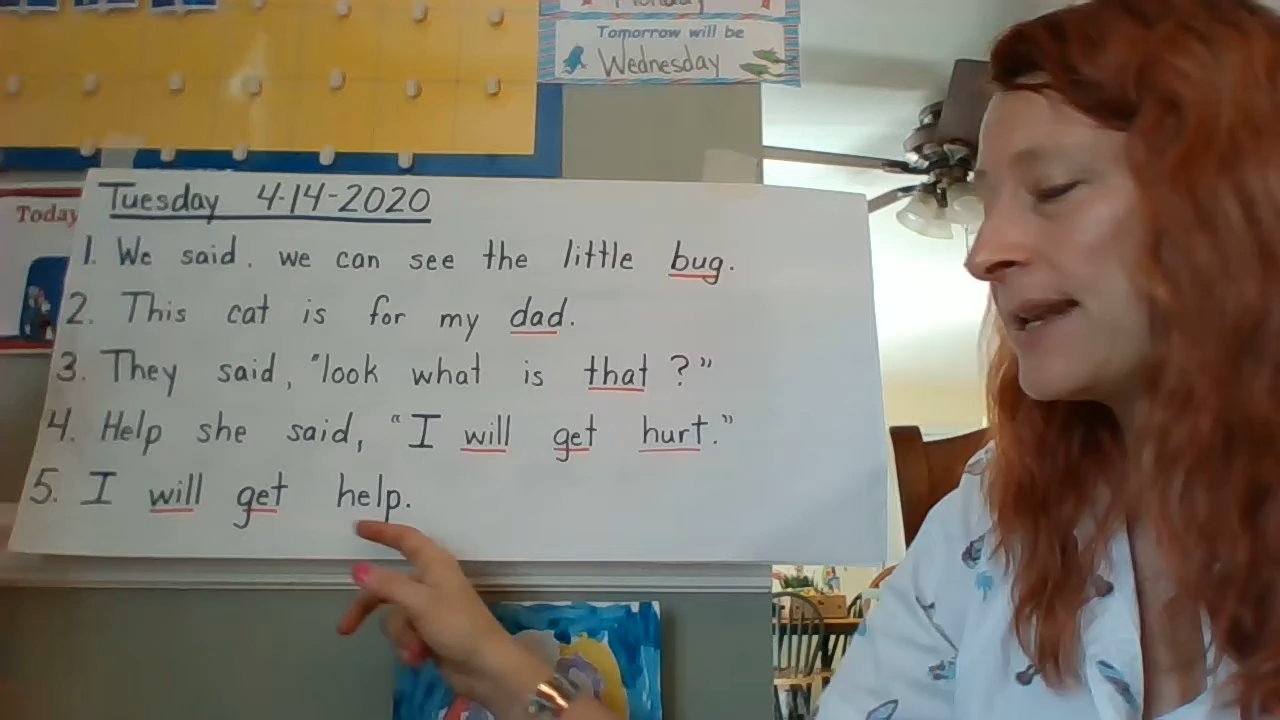 Monday
Tomorrow will be
Wednesday
Today
Tuesday 4-14-2020
1. We said. we can see the little bug.
2. This cat is for my dad.
3. They said, "look what is that?"
4. Help she said, "I will get hurt."
5. I will get help.